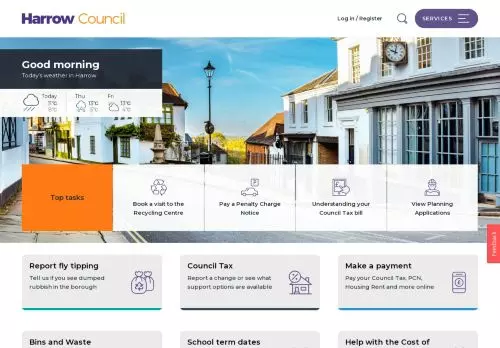 Harrow Council
Log in / Register
SERVICES
Good morning
Today's weather in Harrow
Today
Thu
Fri
11°C
13°C
13°C
8°C
4°C
Top tasks
Book a visit to the
Recycling Centre
Pay a Penalty Charge
Notice
Understanding your
Council Tax bill
View Planning
Applications
Feedback
Report fly tipping
Tell us if you see dumped
rubbish in the borough
Council Tax
Report a change or see what
support options are available
Make a payment
Pay your Council Tax, PCN,
Housing Rent and more online
Bins and Waste
School term dates
Help with the Cost of